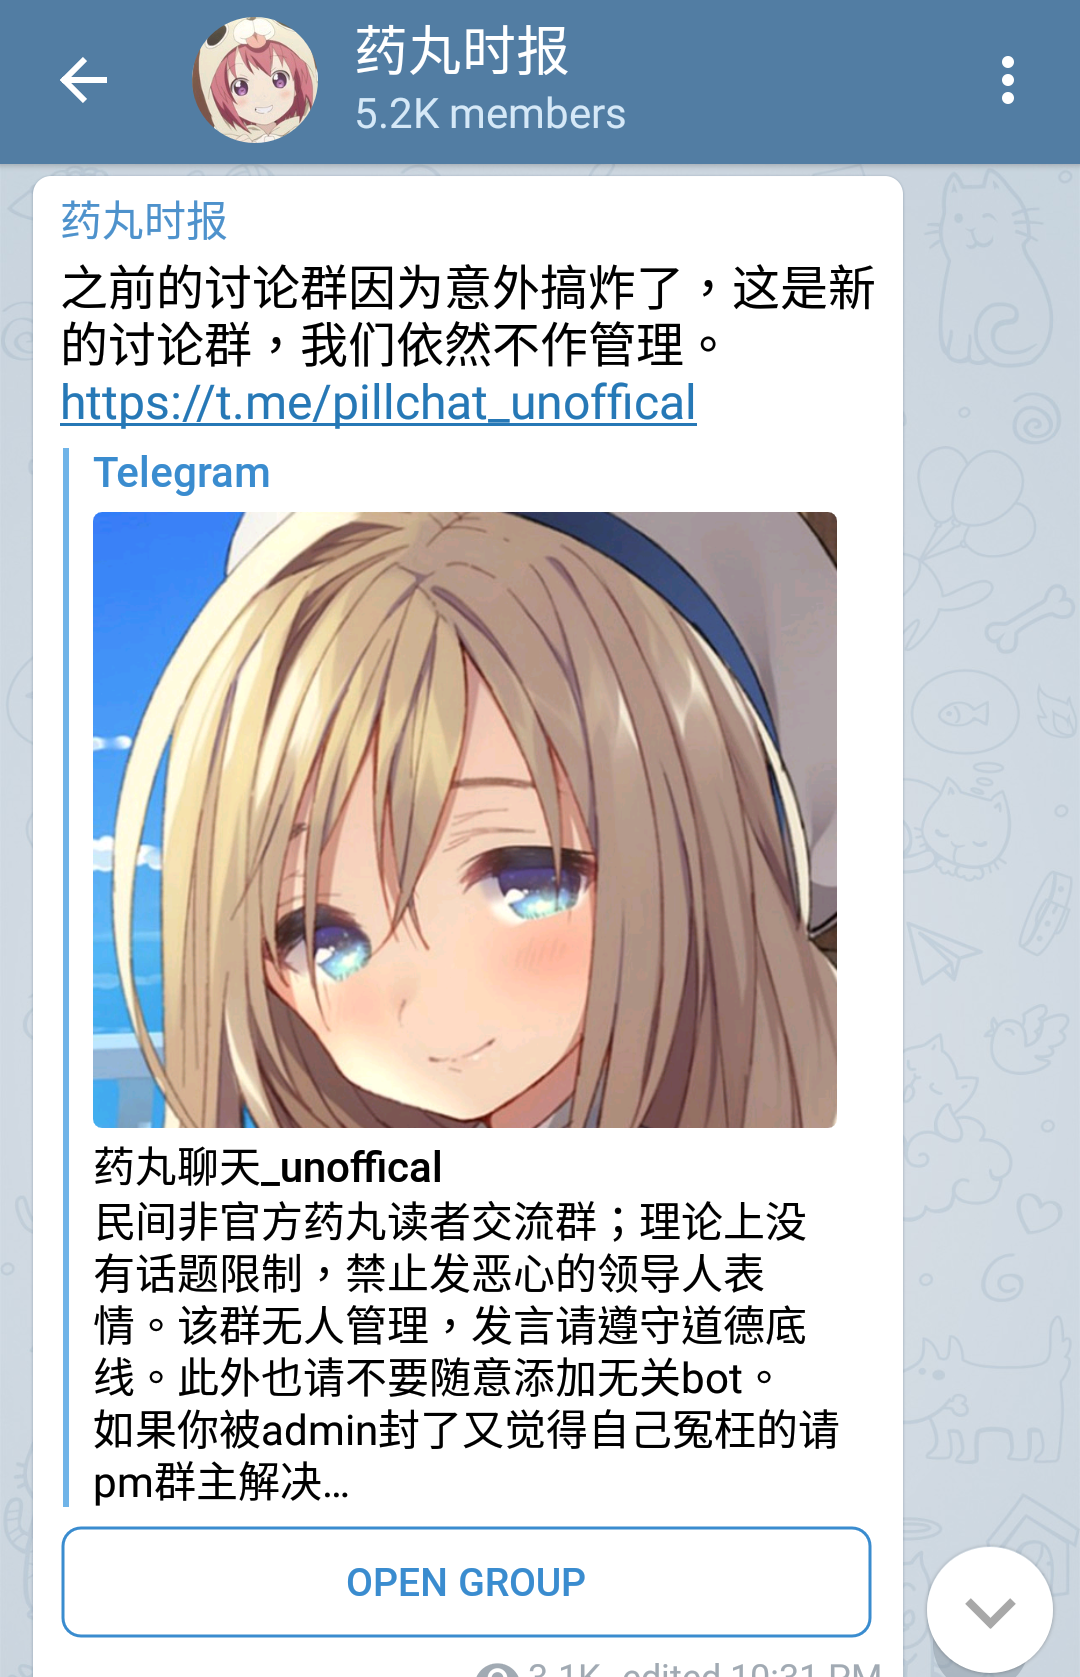 药丸时报
5.2K members
药丸时报
之前的讨论群因为意外搞炸了，这是新
的讨论群，我们依然不作管理。
https://t.me/pillchat_unoffical
Telegram
药丸聊天_unoffical
民间非官方药丸读者交流群；理论上没
有话题限制，禁止发恶心的领导人表
情。该群无人管理，发言请遵守道德底
线。此外也请不要随意添加无关bot。
如果你被admin封了又觉得自己冤枉的请
pm群主解决...
OPEN GROUP
3.1K edited 10:31 PM